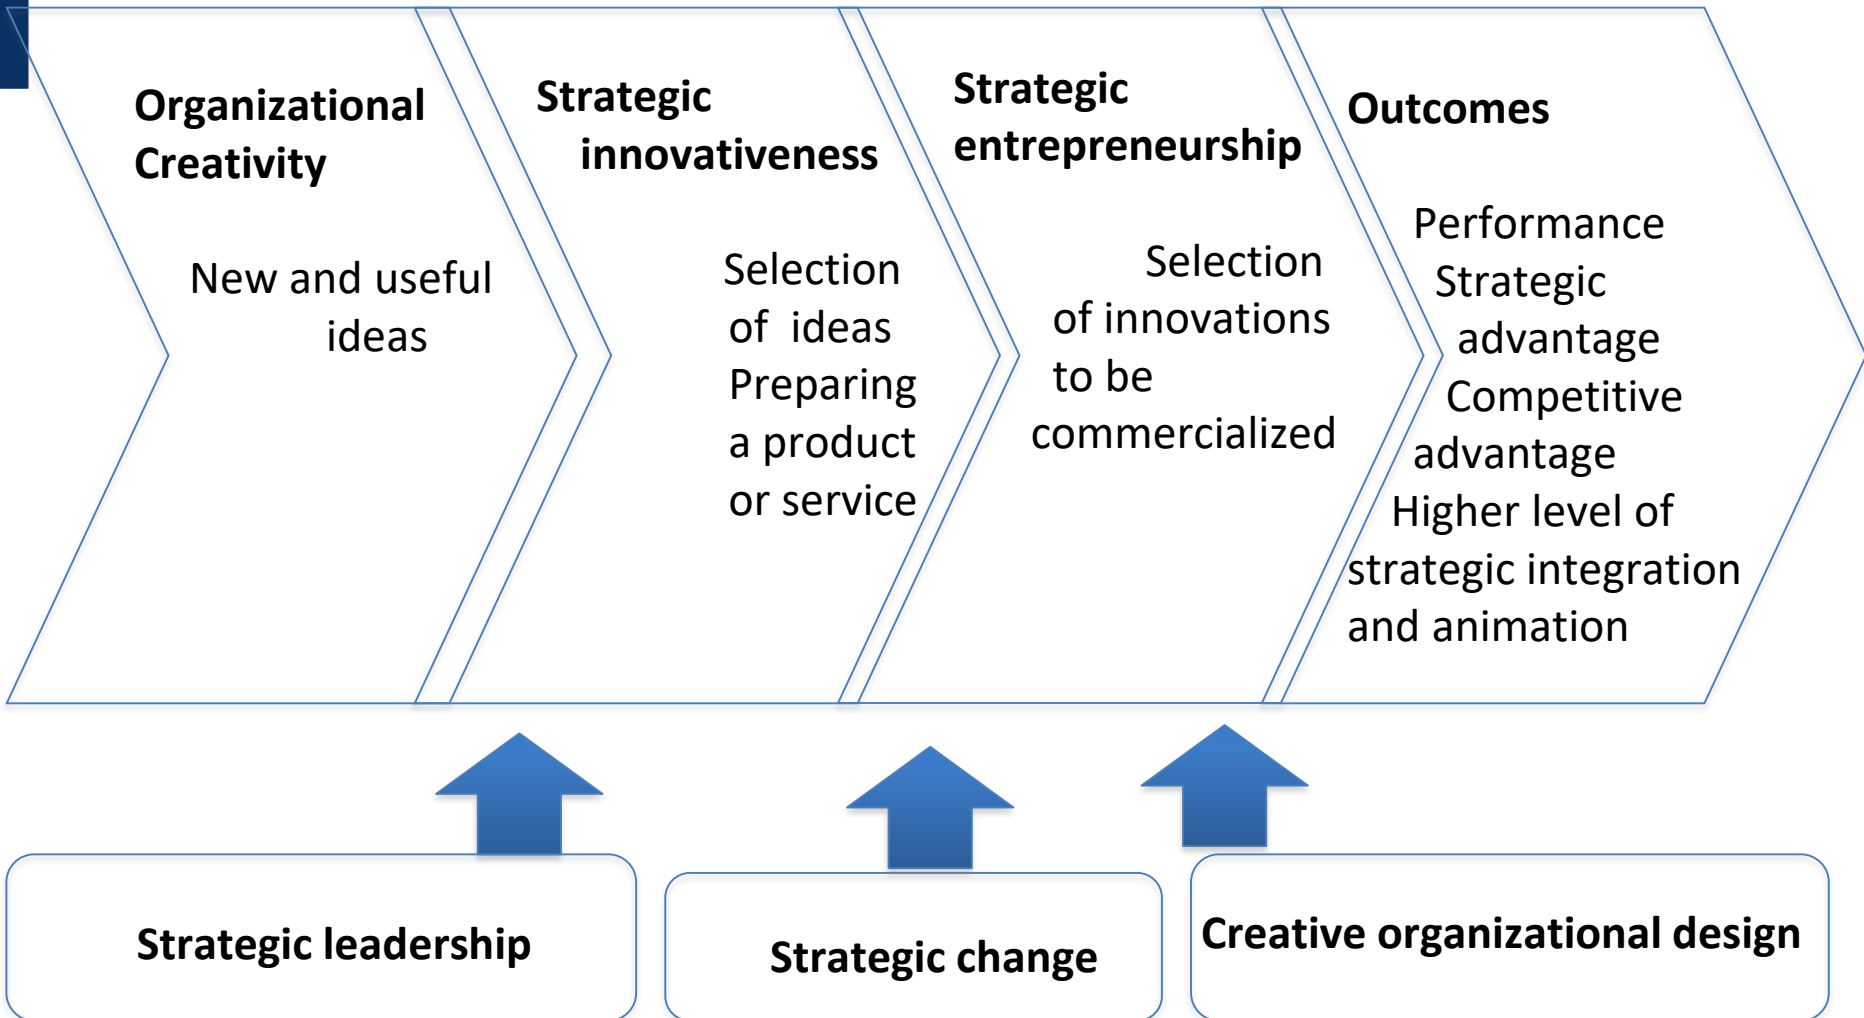 Organizational
Creativity
New and useful
ideas
Strategic
innovativeness
Selection
of ideas
Preparing
a product
or service
Strategic
entrepreneurship
Selection
of innovations
to be
commercialized
Outcomes
Performance
Strategic
advantage
Competitive
advantage
Higher level of
strategic integration
and animation
Strategic leadership
Strategic change
Creative organizational design